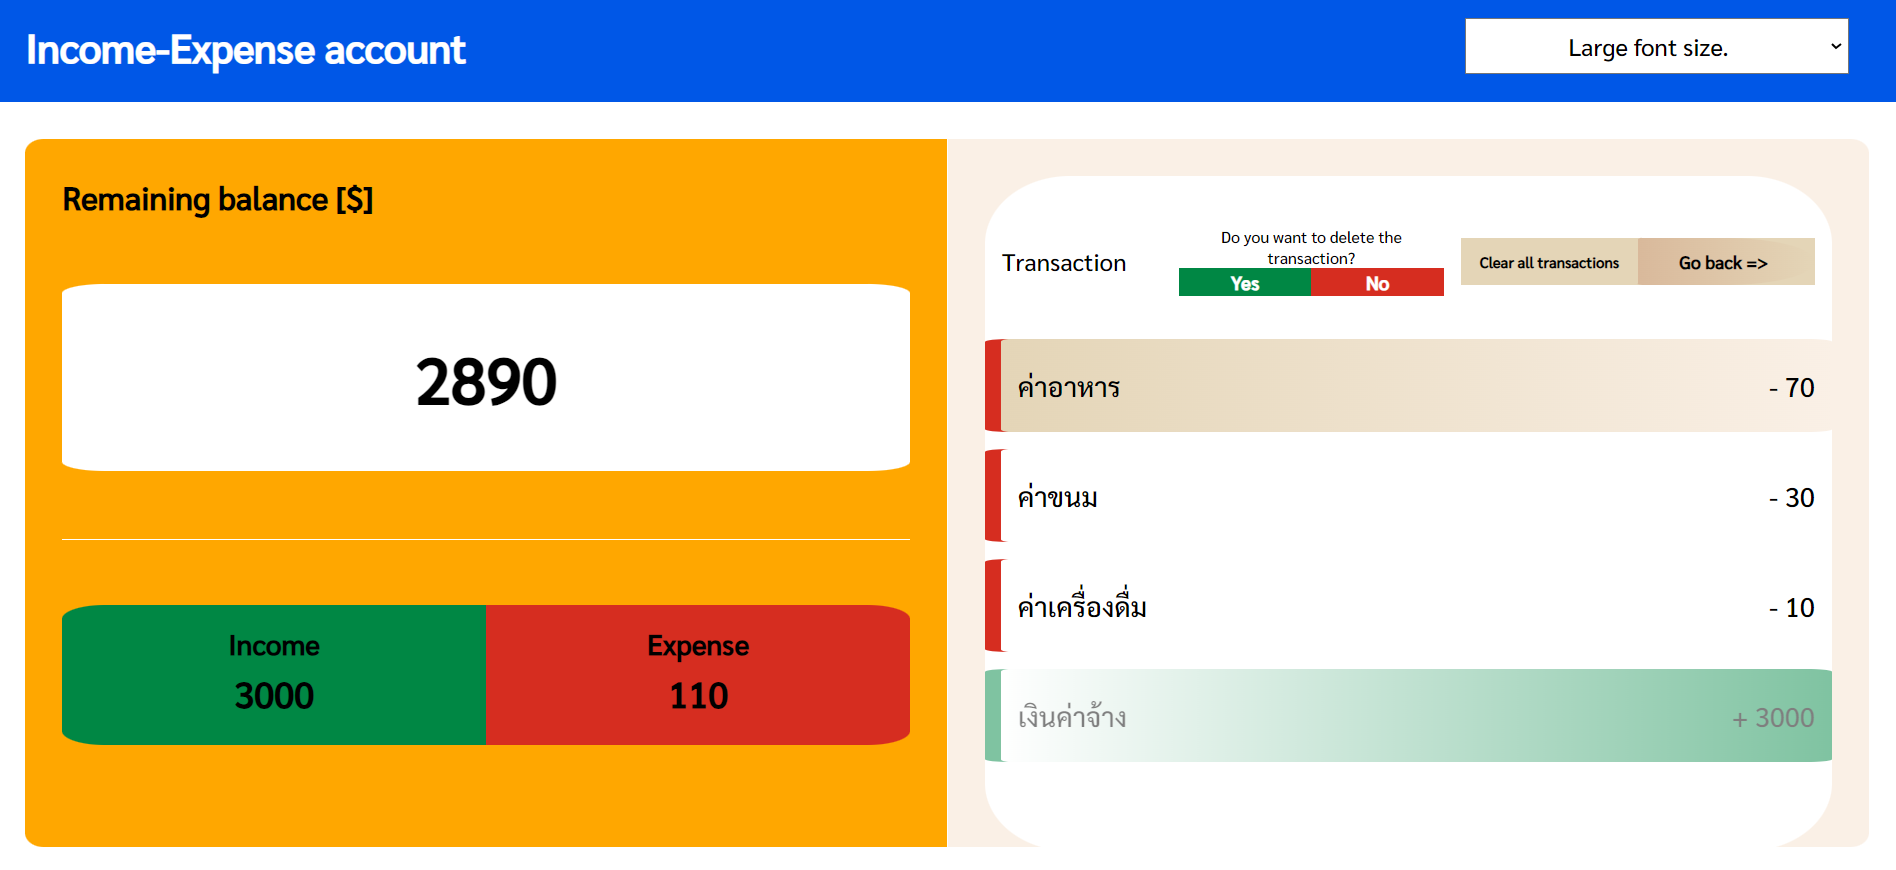 Income-Expense account
Large font size.
Remaining balance [$]
2890
Income
3000
Expense
110
Transaction
Do you want to delete the
transaction?
Yes
No
Clear all transactions
Go back =>
ค่าอาหาร
- 70
ค่าขนม
- 30
ค่าเครื่องดื่ม
- 10
เงินค่าจ้าง
+ 3000